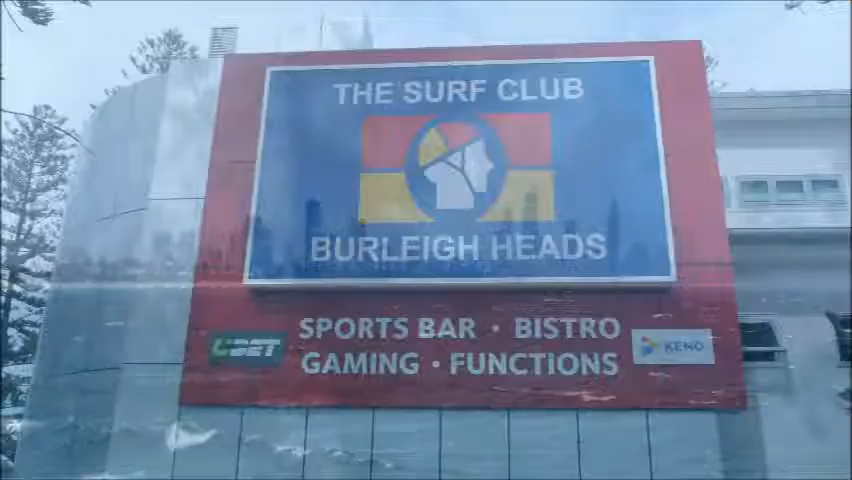 THE SURF CLUB
BURLEIGH HEADS
SPORTS BAR · BISTRO
GAMING · FUNCTIONS
UBET
KENO